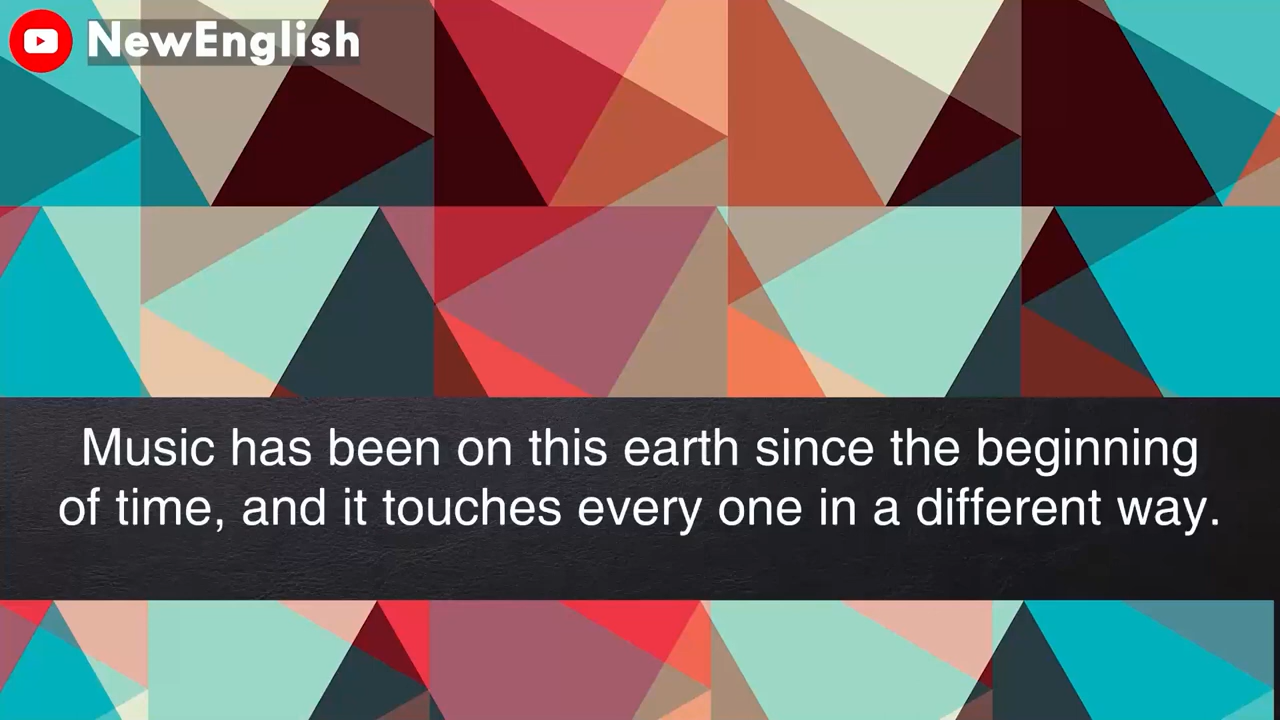 NewEnglish
Music has been on this earth since the beginning
of time, and it touches every one in a different way.